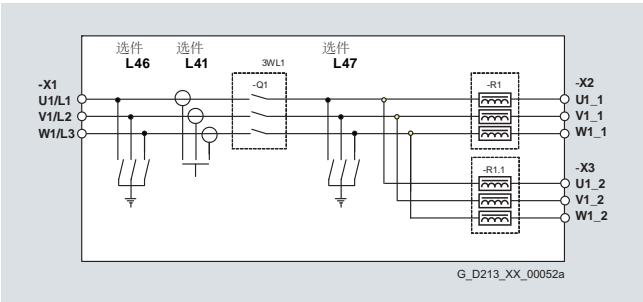 选件 选件 选件
L46 L41 3WL1 L47
-X1 -Q1 -R1 -X2
U1/L1 U1_1
V1/L2 V1_1
W1/L3 W1_1
-R1.1 -X3
U1_2
V1_2
W1_2
G_D213_XX_00052a